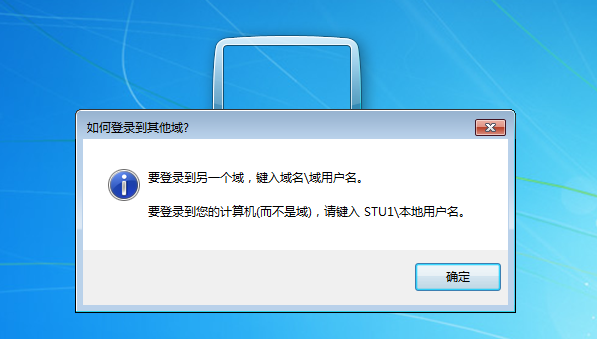 如何登录到其他域?
要登录到另一个域，键入域名\域用户名。
要登录到您的计算机(而不是域)，请键入 STU1\本地用户名。
确定